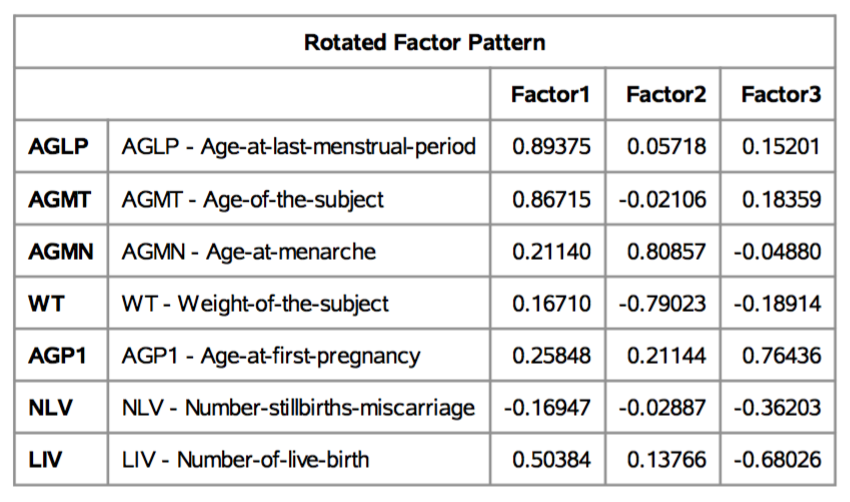 Rotated Factor Pattern
Factor1 Factor2 Factor3
AGLP AGLP - Age-at-last-menstrual-period 0.89375 0.05718 0.15201
AGMT AGMT - Age-of-the-subject 0.86715 -0.02106 0.18359
AGMN AGMN - Age-at-menarche 0.21140 0.80857 -0.04880
WT WT - Weight-of-the-subject 0.16710 -0.79023 -0.18914
AGP1 AGP1 - Age-at-first-pregnancy 0.25848 0.21144 0.76436
NLV NLV - Number-stillbirths-miscarriage -0.16947 -0.02887 -0.36203
LIV LIV - Number-of-live-birth 0.50384 0.13766 -0.68026